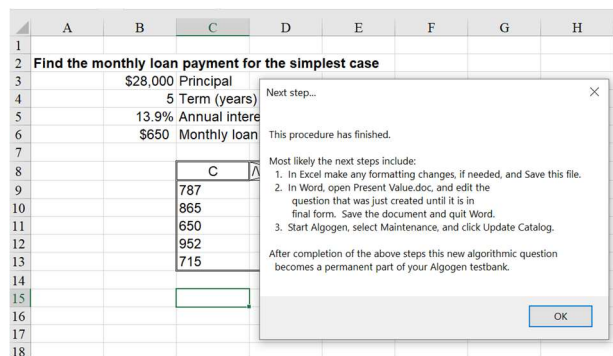 A B C D E F G H
1
2 Find the monthly loan payment for the simplest case
3 $28,000 Principal
4 5 Term (years)
5 13.9% Annual intere
6 $650 Monthly loan
7
8 C
9 787
10 865
11 650
12 952
13 715
14
15
16
17
18
Next step...
This procedure has finished.
Most likely the next steps include:
1. In Excel make any formatting changes, if needed, and Save this file.
2. In Word, open Present Value.doc, and edit the
question that was just created until it is in
final form. Save the document and quit Word.
3. Start Algogen, select Maintenance, and click Update Catalog.
After completion of the above steps this new algorithmic question
becomes a permanent part of your Algogen testbank.
OK